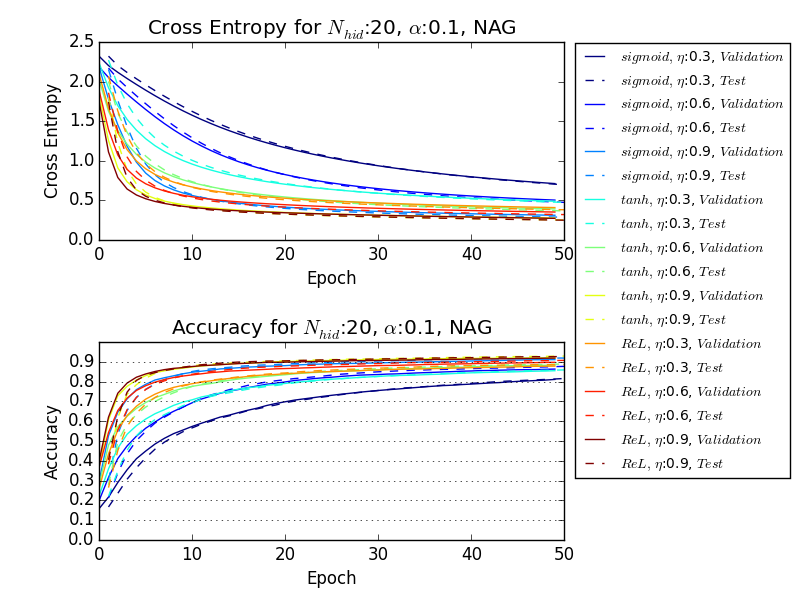 Cross Entropy for N_hid:20, α:0.1, NAG
2.5
2.0
1.5
1.0
0.5
0.0
Cross Entropy
0 10 20 30 40 50
Epoch
Accuracy for N_hid:20, α:0.1, NAG
0.9
0.8
0.7
0.6
0.5
0.4
0.3
0.2
0.1
0.0
Accuracy
0 10 20 30 40 50
Epoch
sigmoid, η:0.3, Validation
sigmoid, η:0.3, Test
sigmoid, η:0.6, Validation
sigmoid, η:0.6, Test
sigmoid, η:0.9, Validation
sigmoid, η:0.9, Test
tanh, η:0.3, Validation
tanh, η:0.3, Test
tanh, η:0.6, Validation
tanh, η:0.6, Test
tanh, η:0.9, Validation
tanh, η:0.9, Test
ReL, η:0.3, Validation
ReL, η:0.3, Test
ReL, η:0.6, Validation
ReL, η:0.6, Test
ReL, η:0.9, Validation
ReL, η:0.9, Test